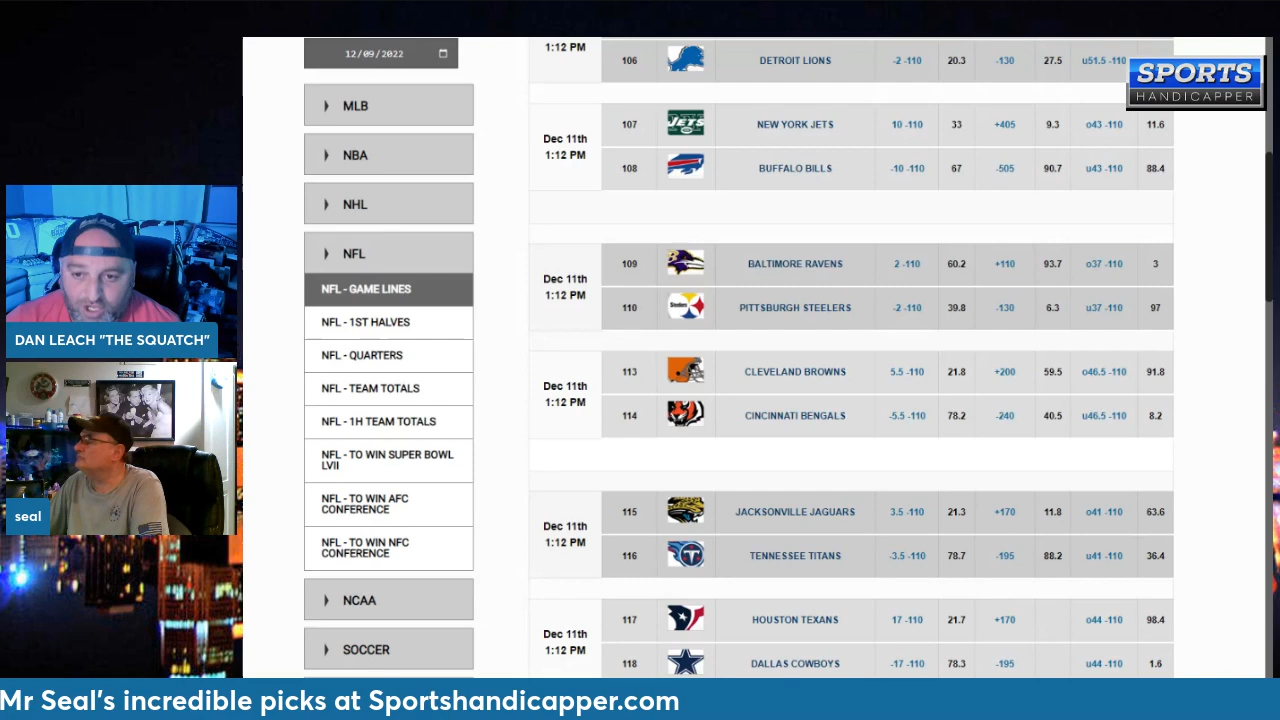 12/09/2022
MLB
NBA
NHL
NFL
NFL - GAME LINES
NFL - 1ST HALVES
NFL - QUARTERS
NFL - TEAM TOTALS
NFL - 1H TEAM TOTALS
NFL - TO WIN SUPER BOWL
LVII
NFL - TO WIN AFC
CONFERENCE
NFL - TO WIN NFC
CONFERENCE
NCAA
SOCCER
1:12 PM
106 DETROIT LIONS -2 -110 20.3 -130 27.5 u51.5 -110
SPORTS
HANDICAPPER
Dec 11th
1:12 PM
107 JETS NEW YORK JETS 10 -110 33 +405 9.3 o43 -110 11.6
108 BUFFALO BILLS -10 -110 67 -505 90.7 u43 -110 88.4
Dec 11th
1:12 PM
109 BALTIMORE RAVENS 2 -110 60.2 +110 93.7 o37 -110 3
110 Steelers PITTSBURGH STEELERS -2 -110 39.8 -130 6.3 u37 -110 97
Dec 11th
1:12 PM
113 CLEVELAND BROWNS 5.5 -110 21.8 +200 59.5 o46.5 -110 91.8
114 CINCINNATI BENGALS -5.5 -110 78.2 -240 40.5 u46.5 -110 8.2
Dec 11th
1:12 PM
115 JACKSONVILLE JAGUARS 3.5 -110 21.3 +170 11.8 o41 -110 63.6
116 TENNESSEE TITANS -3.5 -110 78.7 -195 88.2 u41 -110 36.4
Dec 11th
1:12 PM
117 HOUSTON TEXANS 17 -110 21.7 +170 o44 -110 98.4
118 DALLAS COWBOYS -17 -110 78.3 -195 u44 -110 1.6
DAN LEACH "THE SQUATCH"
seal
Mr Seal's incredible picks at Sportshandicapper.com